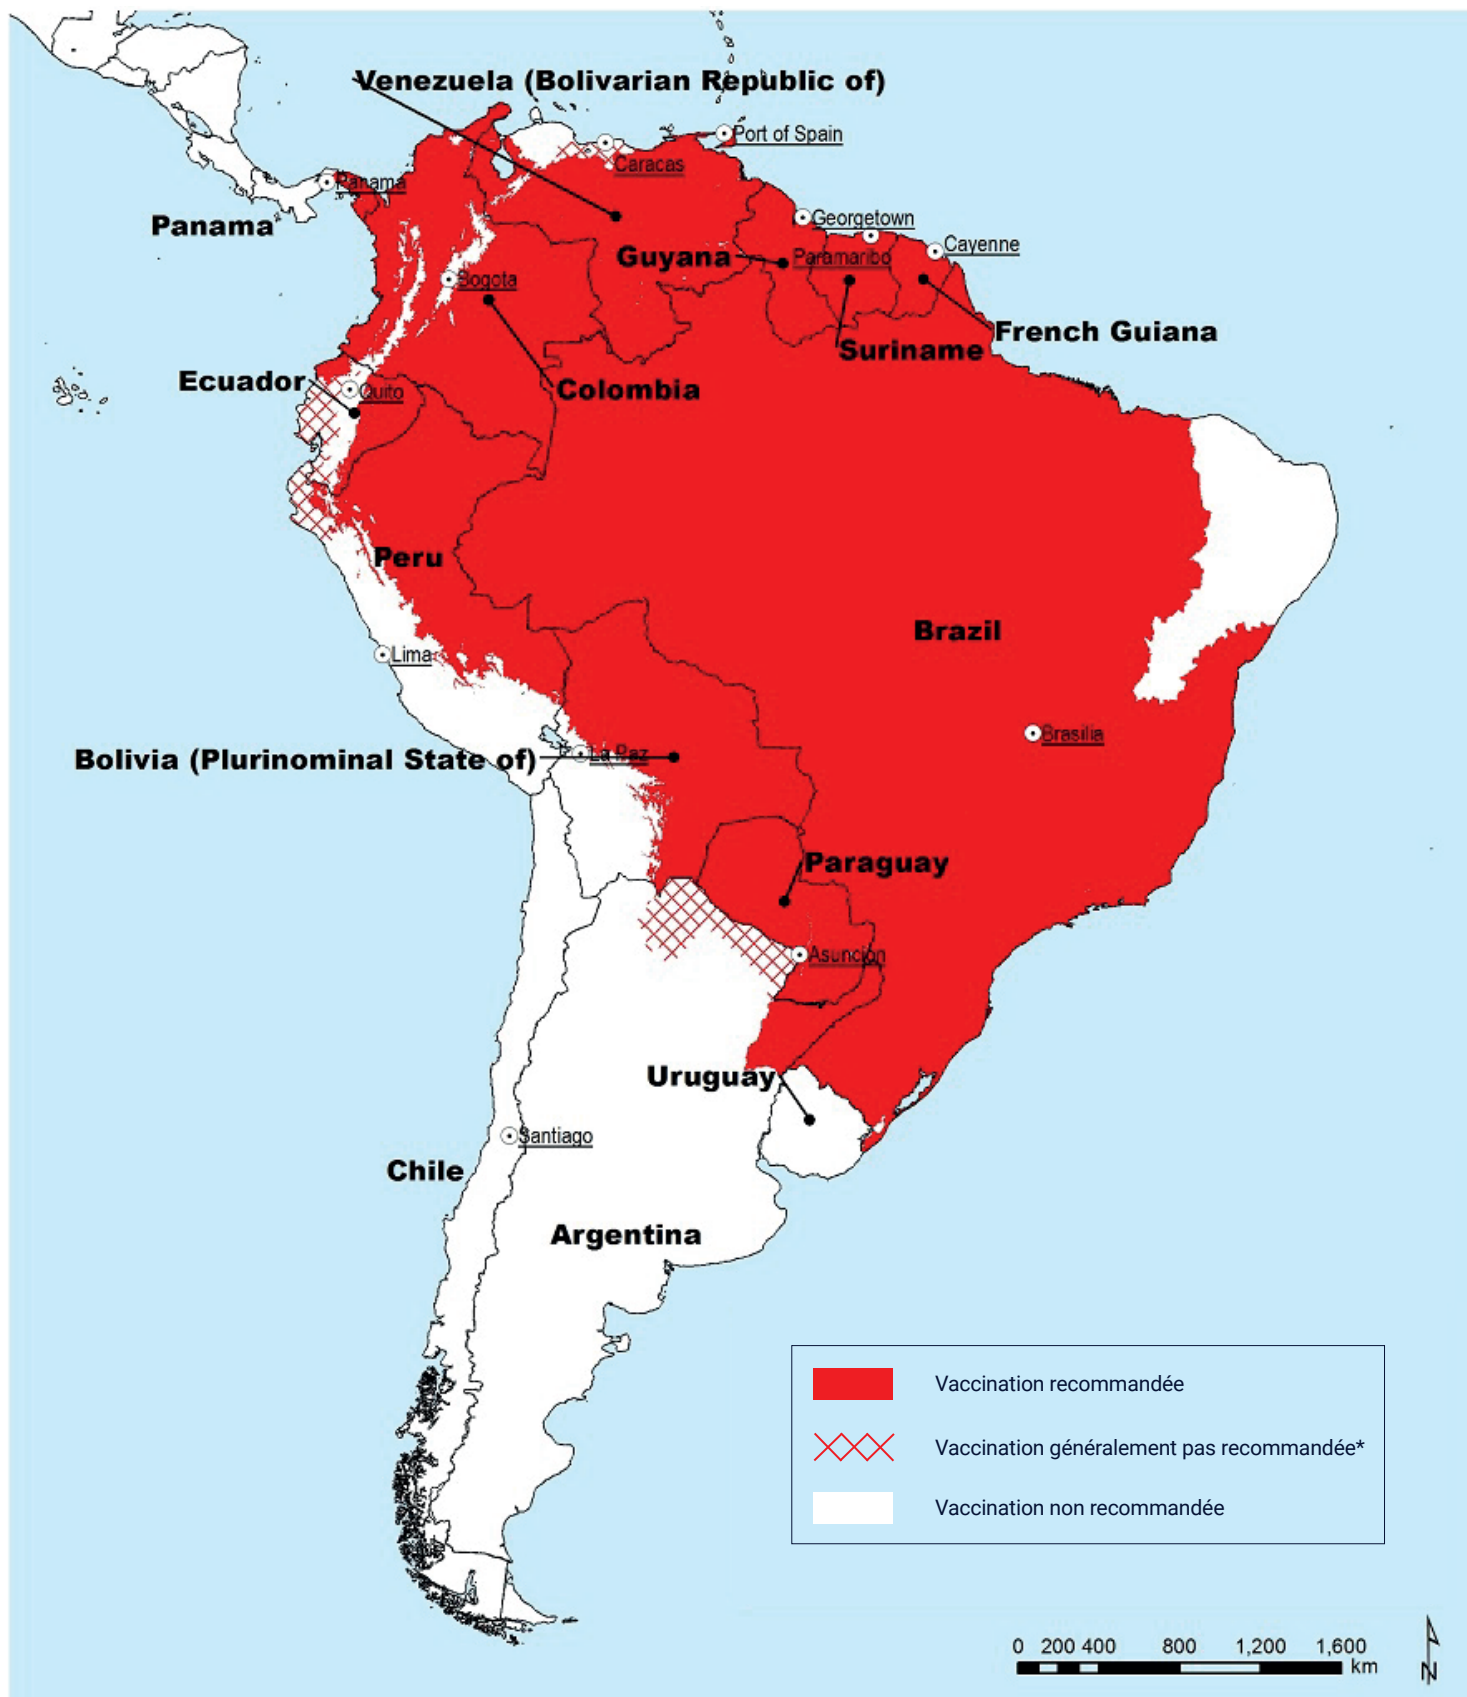 Venezuela (Bolivarian Republic of)
Port of Spain
Caracas
Panama
Panama
Georgetown
Cayenne
Guyana
Paramaribo
Bogota
French Guiana
Suriname
Ecuador
Quito
Colombia
Peru
Brazil
Lima
Brasilia
Bolivia (Plurinominal State of)
La Paz
Paraguay
Asuncion
Uruguay
Santiago
Chile
Argentina
Vaccination recommandée
Vaccination généralement pas recommandée*
Vaccination non recommandée
0 200 400 800 1,200 1,600
km
N